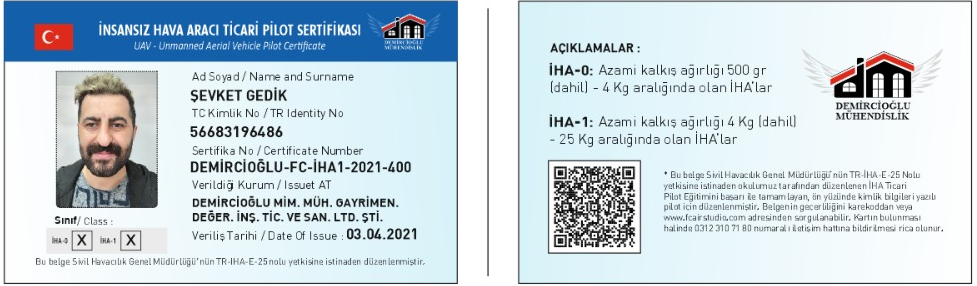 İNSANSIZ HAVA ARACI TİCARİ PİLOT SERTİFİKASI
UAV - Unmanned Aerial Vehicle Pilot Certificate
DEMİRCİOĞLU
MÜHENDİSLİK
Ad Soyad / Name and Surname
ŞEVKET GEDİK
TC Kimlik No / TR Identity No
56683196486
Sertifika No / Certificate Number
DEMİRCİOĞLU-FC-İHA1-2021-400
Verildiği Kurum / Issuet AT
DEMİRCİOĞLU MİM. MÜH. GAYRİMEN.
DEĞER. İNŞ. TİC. VE SAN. LTD. ŞTİ.
Veriliş Tarihi / Date Of Issue : 03.04.2021
Sınıf/ Class :
İHA-0 X İHA-1 X
Bu belge Sivil Havacılık Genel Müdürlüğü'nün TR-IHA-E-25 nolu yetkisine istinaden düzenlenmiştir.
AÇIKLAMALAR :
İHA-0: Azami kalkış ağırlığı 500 gr
(dahil) - 4 Kg aralığında olan İHA'lar
İHA-1: Azami kalkış ağırlığı 4 Kg (dahil)
- 25 Kg aralığında olan İHA'lar
DEMİRCİOĞLU
MÜHENDİSLİK
* Bu belge Sivil Havacılık Genel Müdürlüğü'nün TR-İHA-E-25 Nolu
yetkisine istinaden okulumuz tarafından düzenlenen İHA Ticari
Pilot Eğitimini başarı ile tamamlayan, ön yüzünde kimlik bilgileri yazılı
pilot için düzenlenmiştir. Belgenin geçerliliğini karekoddan veya
www.fcairstudio.com adresinden sorgulanabilir. Kartın bulunması
halinde 0312 310 71 80 numaralı iletişim hattına bildirilmesi rica olunur.